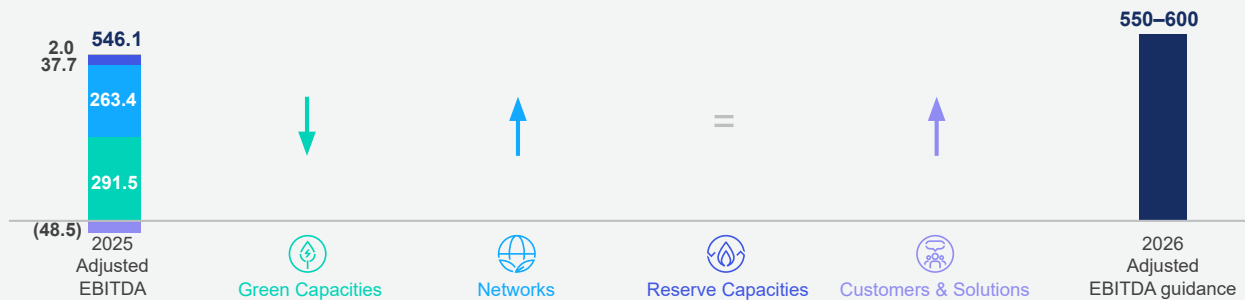 2.0
546.1
37.7
263.4
291.5
(48.5)
2025
Adjusted
EBITDA
Green Capacities
=
Networks
Reserve Capacities
Customers & Solutions
550–600
2026
Adjusted
EBITDA guidance